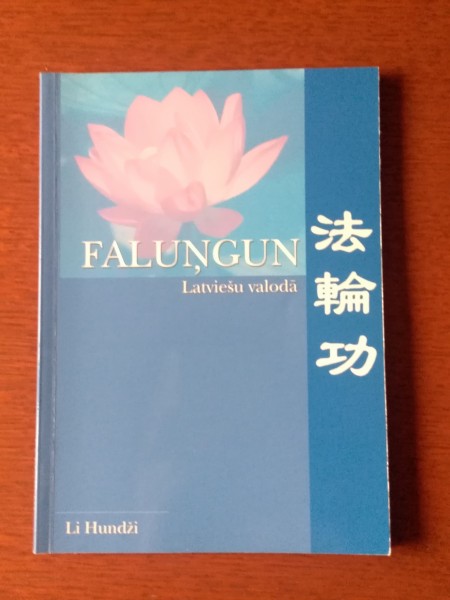 FALUŅGUN
Latviešu valodā
法輪功
Li Hundži